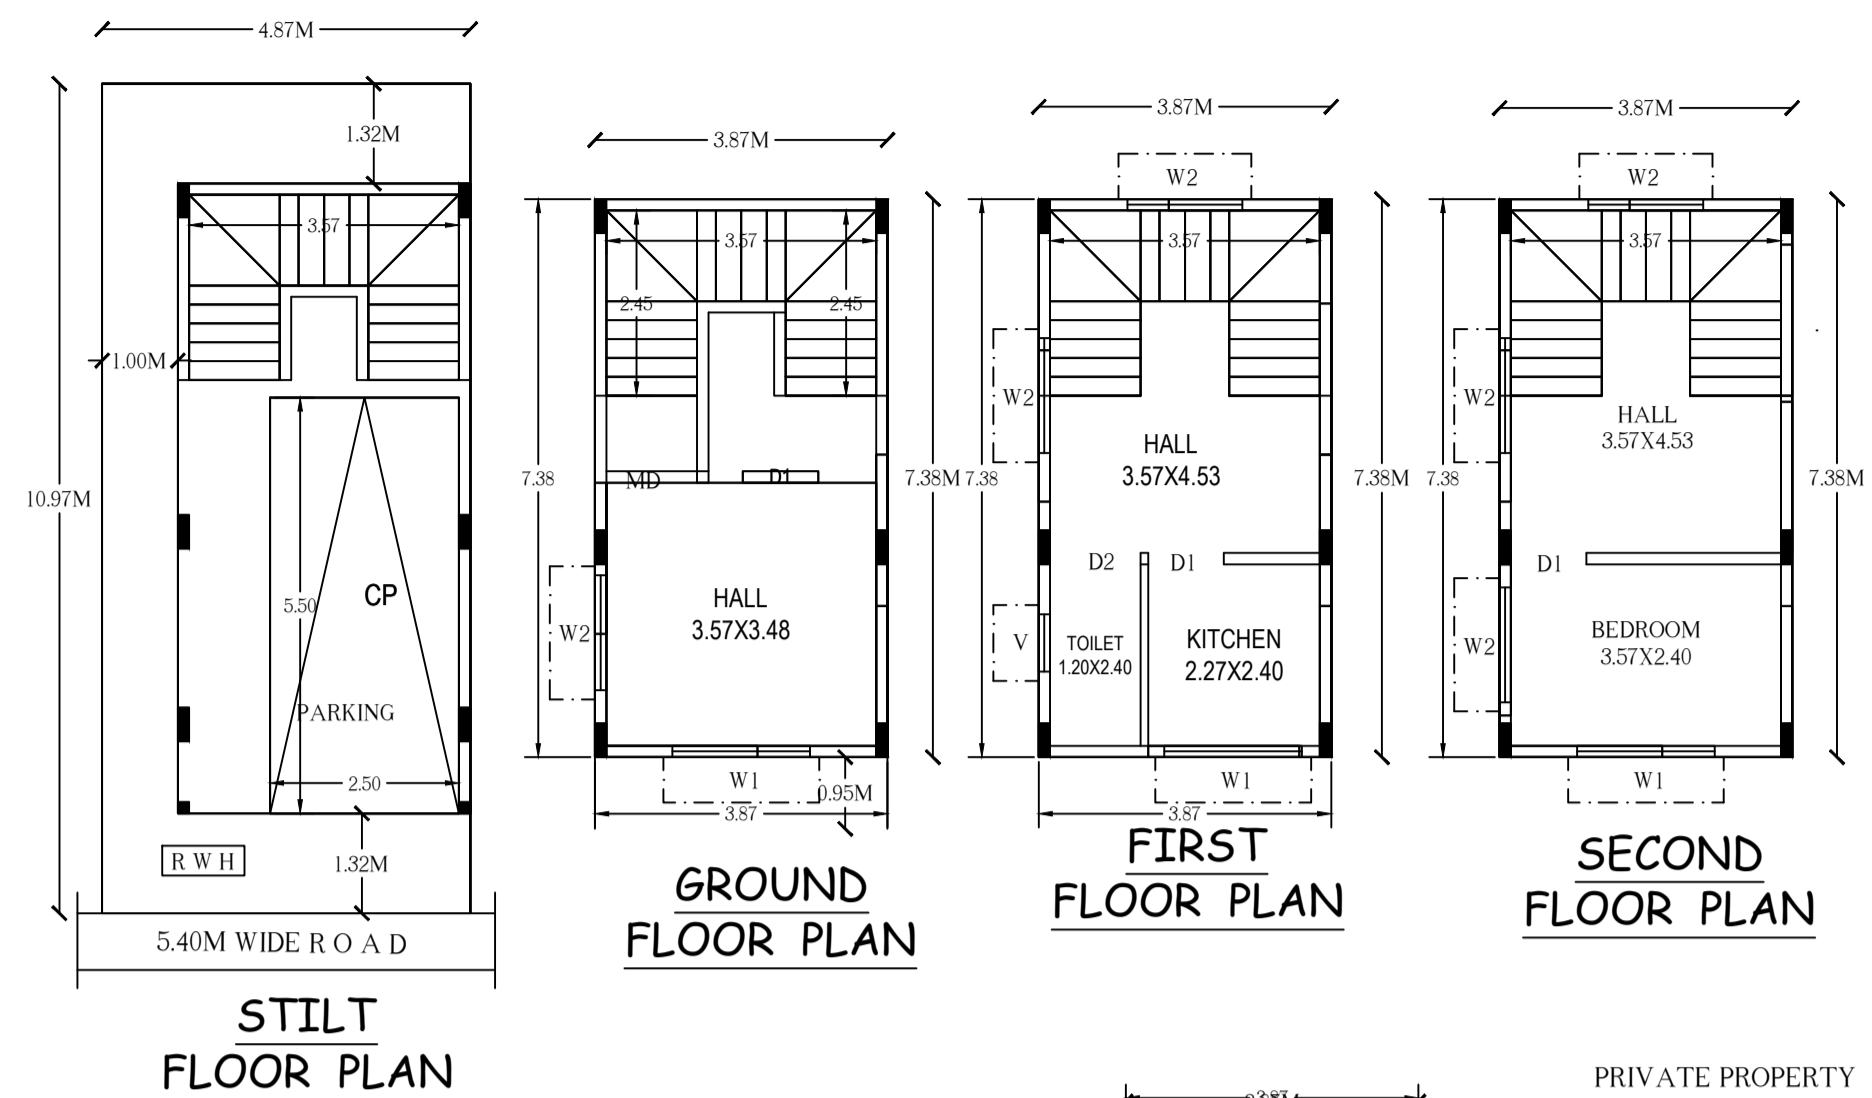 4.87M
1.32M
3.57
1.00M
10.97M
5.50
CP
PARKING
2.50
R W H
1.32M
5.40M WIDE R O A D
STILT
FLOOR PLAN
3.87M
3.57
2.45
2.45
7.38
7.38M
MD
D1
HALL
3.57X3.48
W2
W1
0.95M
3.87
GROUND
FLOOR PLAN
3.87M
W2
3.57
W2
HALL
3.57X4.53
7.38
7.38M
D2
D1
V
TOILET
1.20X2.40
KITCHEN
2.27X2.40
W1
3.87
FIRST
FLOOR PLAN
3.87M
W2
3.57
W2
HALL
3.57X4.53
7.38
7.38M
D1
W2
BEDROOM
3.57X2.40
W1
SECOND
FLOOR PLAN
PRIVATE PROPERTY